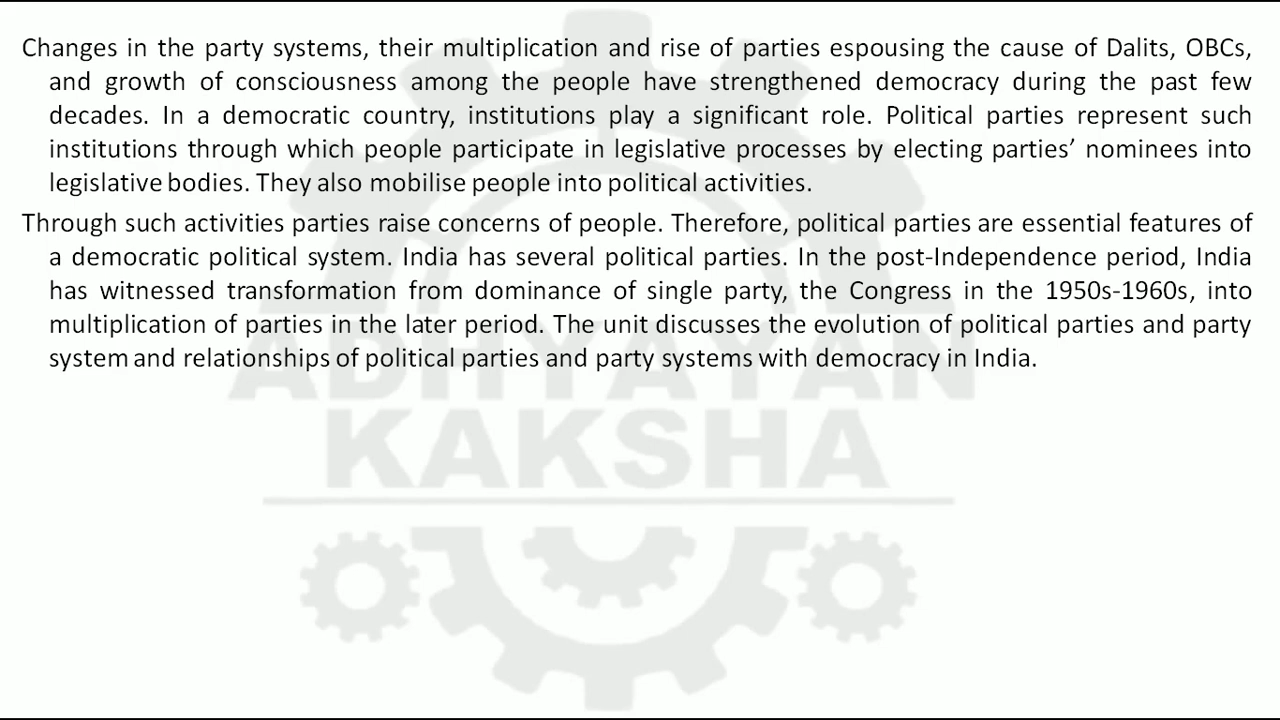 Changes in the party systems, their multiplication and rise of parties espousing the cause of Dalits, OBCs,
and growth of consciousness among the people have strengthened democracy during the past few
decades. In a democratic country, institutions play a significant role. Political parties represent such
institutions through which people participate in legislative processes by electing parties’ nominees into
legislative bodies. They also mobilise people into political activities.
Through such activities parties raise concerns of people. Therefore, political parties are essential features of
a democratic political system. India has several political parties. In the post-Independence period, India
has witnessed transformation from dominance of single party, the Congress in the 1950s-1960s, into
multiplication of parties in the later period. The unit discusses the evolution of political parties and party
system and relationships of political parties and party systems with democracy in India.
ADHYAYAN
KAKSHA